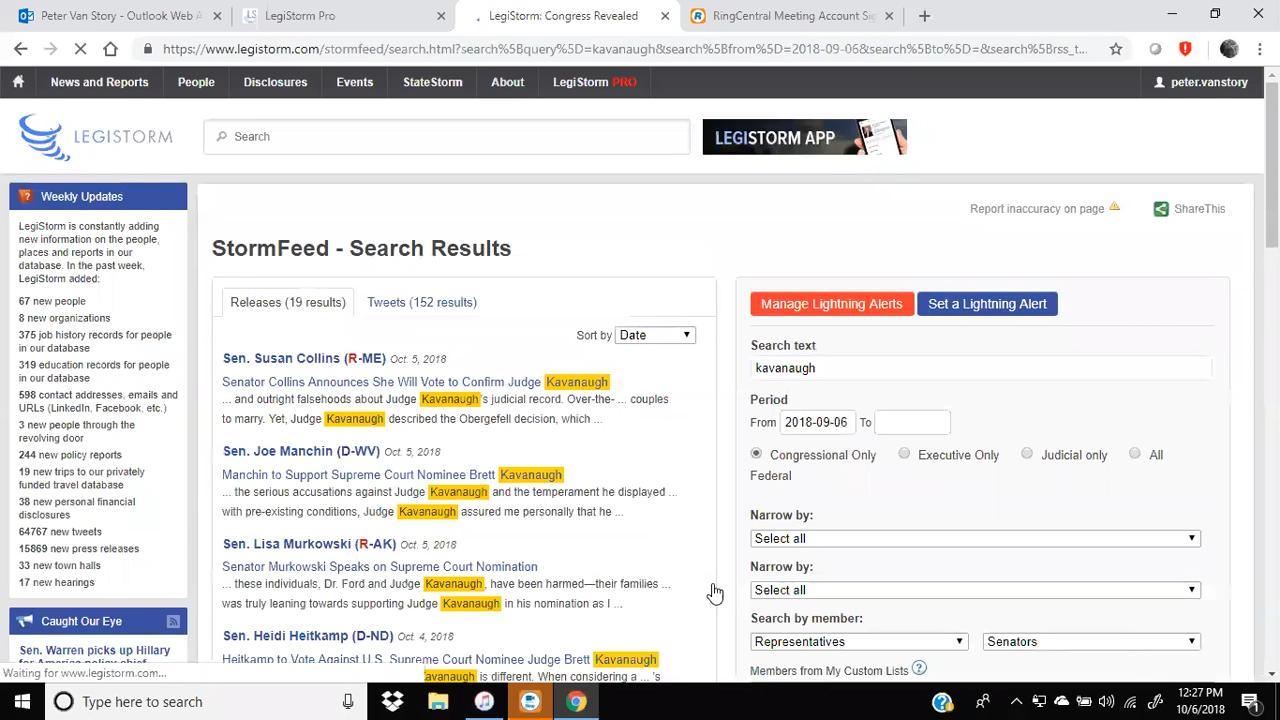 Peter Van Story - Outlook Web A
LegiStorm Pro
LegiStorm: Congress Revealed
RingCentral Meeting Account Si
https://www.legistorm.com/stormfeed/search.html?search%5Bquery%5D=kavanaugh&search%5Bfrom%5D=2018-09-06&search%5Bto%5D=&search%5Brss_t...
News and Reports People Disclosures Events StateStorm About LegiStorm PRO peter.vanstory
LEGISTORM
Search
LEGISTORM APP
Weekly Updates
LegiStorm is constantly adding
new information on the people,
places and reports in our
database. In the past week,
LegiStorm added:
67 new people
8 new organizations
375 job history records for people
in our database
319 education records for people
in our database
598 contact addresses, emails and
URLs (LinkedIn, Facebook, etc.)
3 new people through the
revolving door
244 new policy reports
19 new trips to our privately
funded travel database
38 new personal financial
disclosures
64767 new tweets
15869 new press releases
33 new town halls
17 new hearings
Caught Our Eye
Sen. Warren picks up Hillary
Report inaccuracy on page
ShareThis
StormFeed - Search Results
Releases (19 results) Tweets (152 results)
Sort by Date
Sen. Susan Collins (R-ME) Oct. 5, 2018
Senator Collins Announces She Will Vote to Confirm Judge Kavanaugh
... and outright falsehoods about Judge Kavanaugh's judicial record. Over-the- ... couples
to marry. Yet, Judge Kavanaugh described the Obergefell decision, which ...
Sen. Joe Manchin (D-WV) Oct. 5, 2018
Manchin to Support Supreme Court Nominee Brett Kavanaugh
... the serious accusations against Judge Kavanaugh and the temperament he displayed ...
with pre-existing conditions, Judge Kavanaugh assured me personally that he ...
Sen. Lisa Murkowski (R-AK) Oct. 5, 2018
Senator Murkowski Speaks on Supreme Court Nomination
... these individuals, Dr. Ford and Judge Kavanaugh, have been harmed—their families ...
was truly leaning towards supporting Judge Kavanaugh in his nomination as I ...
Sen. Heidi Heitkamp (D-ND) Oct. 4, 2018
Heitkamp to Vote Against U.S. Supreme Court Nominee Judge Brett Kavanaugh
Kavanaugh is different. When considering a ... 's
Manage Lightning Alerts
Set a Lightning Alert
Search text
kavanaugh
Period
From 2018-09-06 To
Congressional Only Executive Only Judicial only All
Federal
Narrow by:
Select all
Narrow by:
Select all
Search by member:
Representatives Senators
Members from My Custom Lists
Waiting for www.legistorm.com...
Type here to search
12:27 PM
10/6/2018